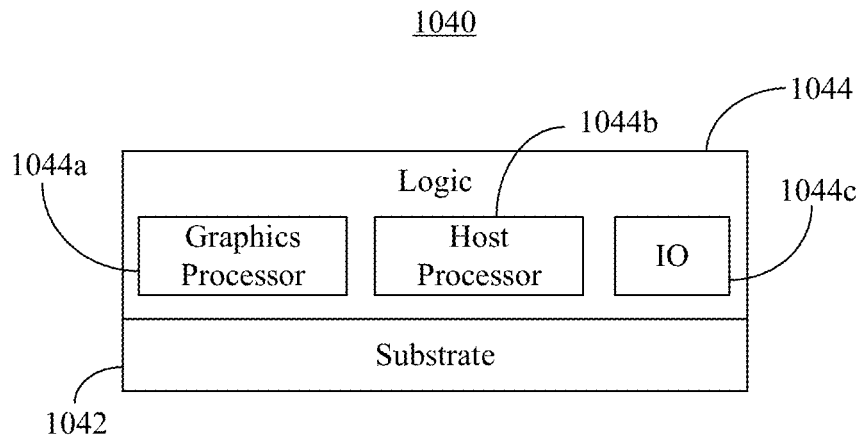 1040
1044
1044b
1044a
Logic
1044c
Graphics
Processor
Host
Processor
IO
Substrate
1042